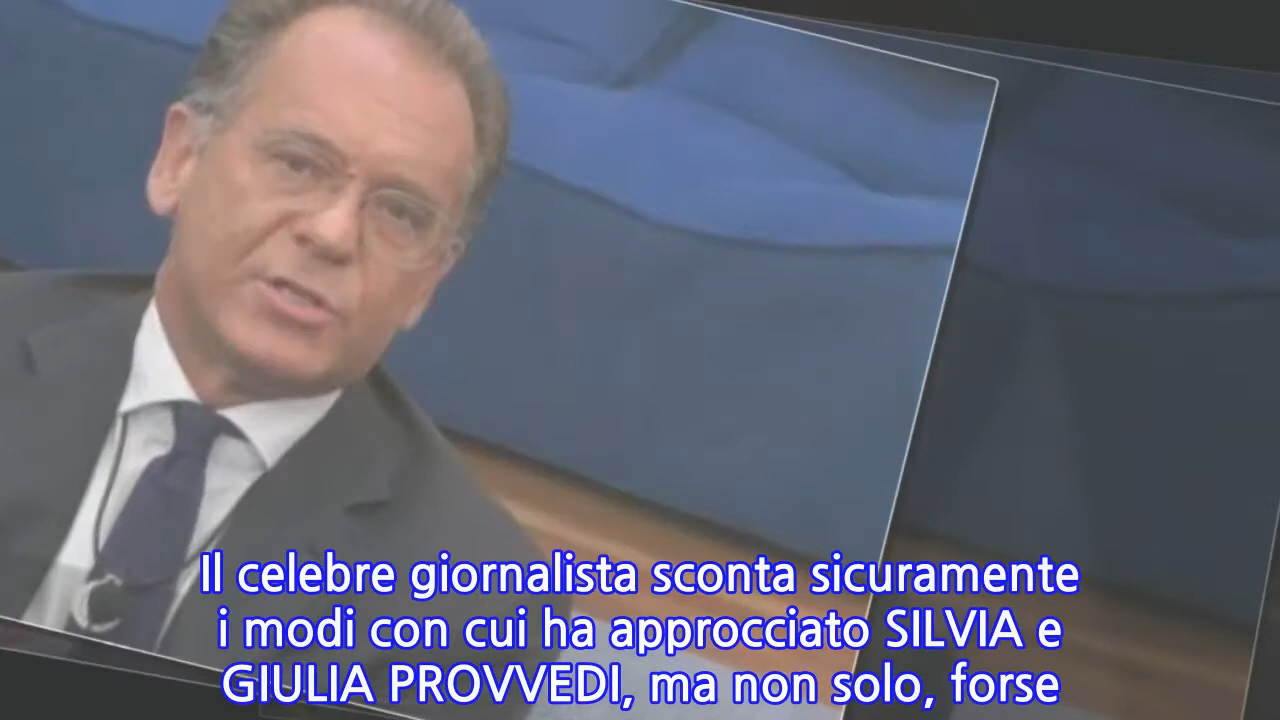 Il celebre giornalista sconta sicuramente
i modi con cui ha approcciato SILVIA e
GIULIA PROVVEDI, ma non solo, forse